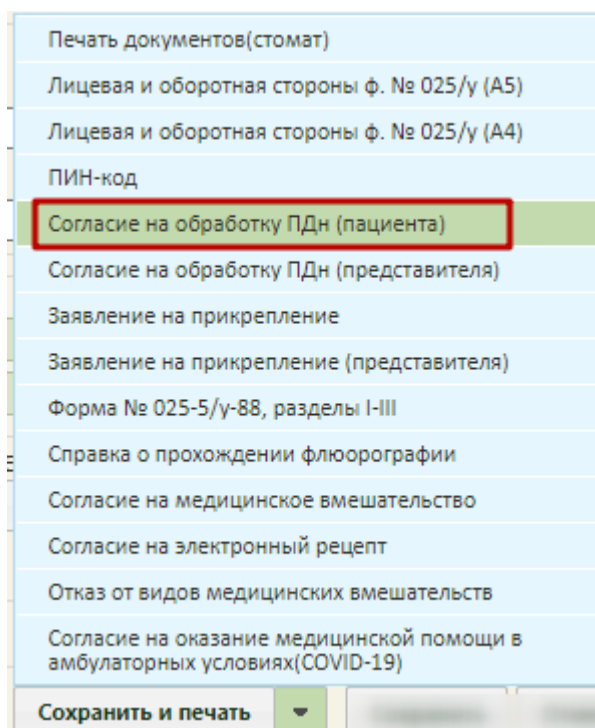 Печать документов(стомат)
Лицевая и оборотная стороны ф. № 025/у (А5)
Лицевая и оборотная стороны ф. № 025/у (А4)
ПИН-код
Согласие на обработку ПДн (пациента)
Согласие на обработку ПДн (представителя)
Заявление на прикрепление
Заявление на прикрепление (представителя)
Форма № 025-5/у-88, разделы I-III
Справка о прохождении флюорографии
Согласие на медицинское вмешательство
Согласие на электронный рецепт
Отказ от видов медицинских вмешательств
Согласие на оказание медицинской помощи в
амбулаторных условиях(COVID-19)
Сохранить и печать